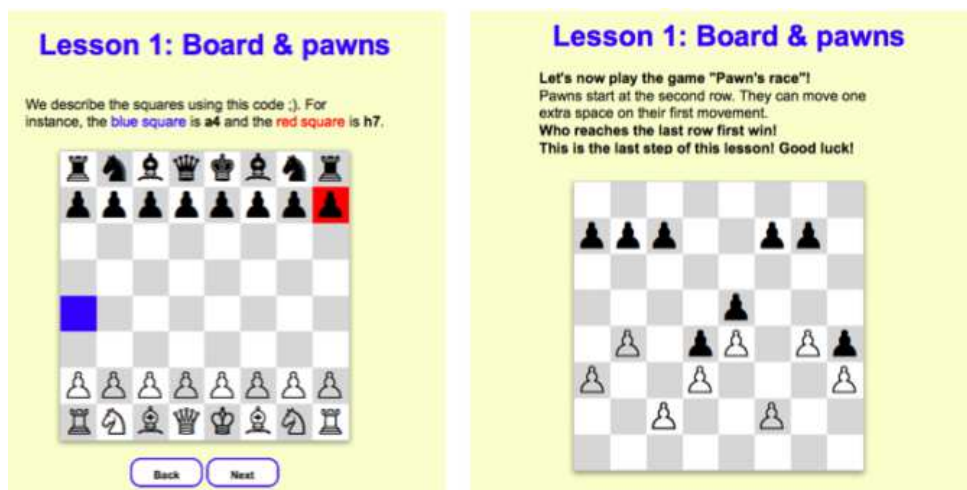 Lesson 1: Board & pawns
We describe the squares using this code ;). For
instance, the blue square is a4 and the red square is h7.
Back
Next
Lesson 1: Board & pawns
Let's now play the game "Pawn's race"!
Pawns start at the second row. They can move one
extra space on their first movement.
Who reaches the last row first win!
This is the last step of this lesson! Good luck!